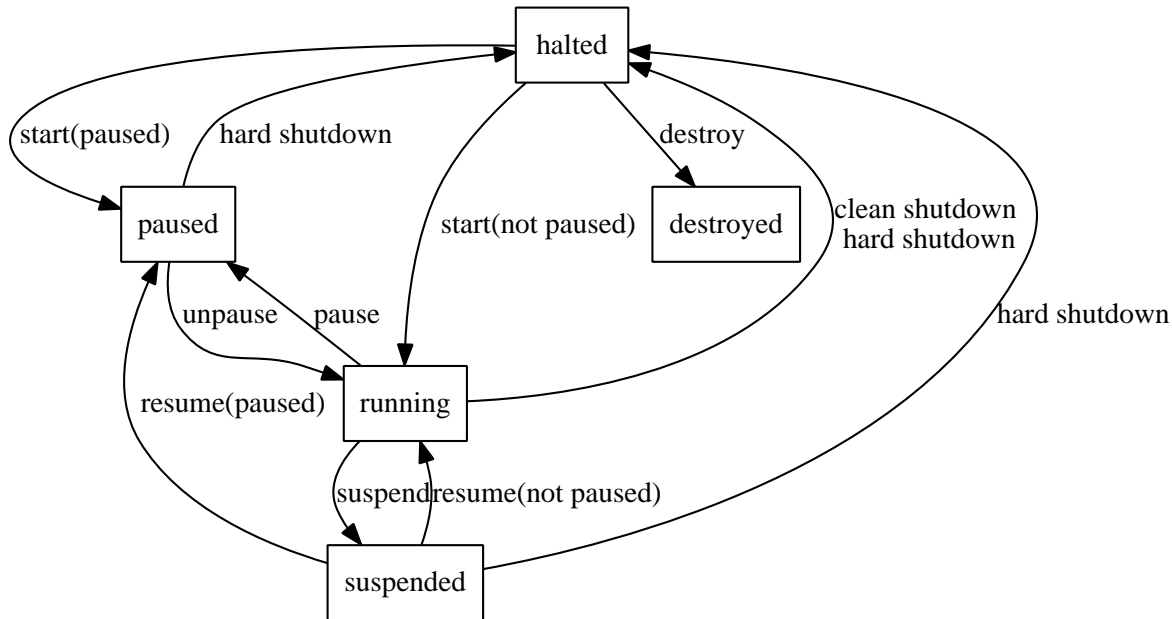 halted
start(paused)
hard shutdown
destroy
paused
start(not paused)
destroyed
clean shutdown
hard shutdown
unpause
pause
hard shutdown
resume(paused)
running
suspend
resume(not paused)
suspended